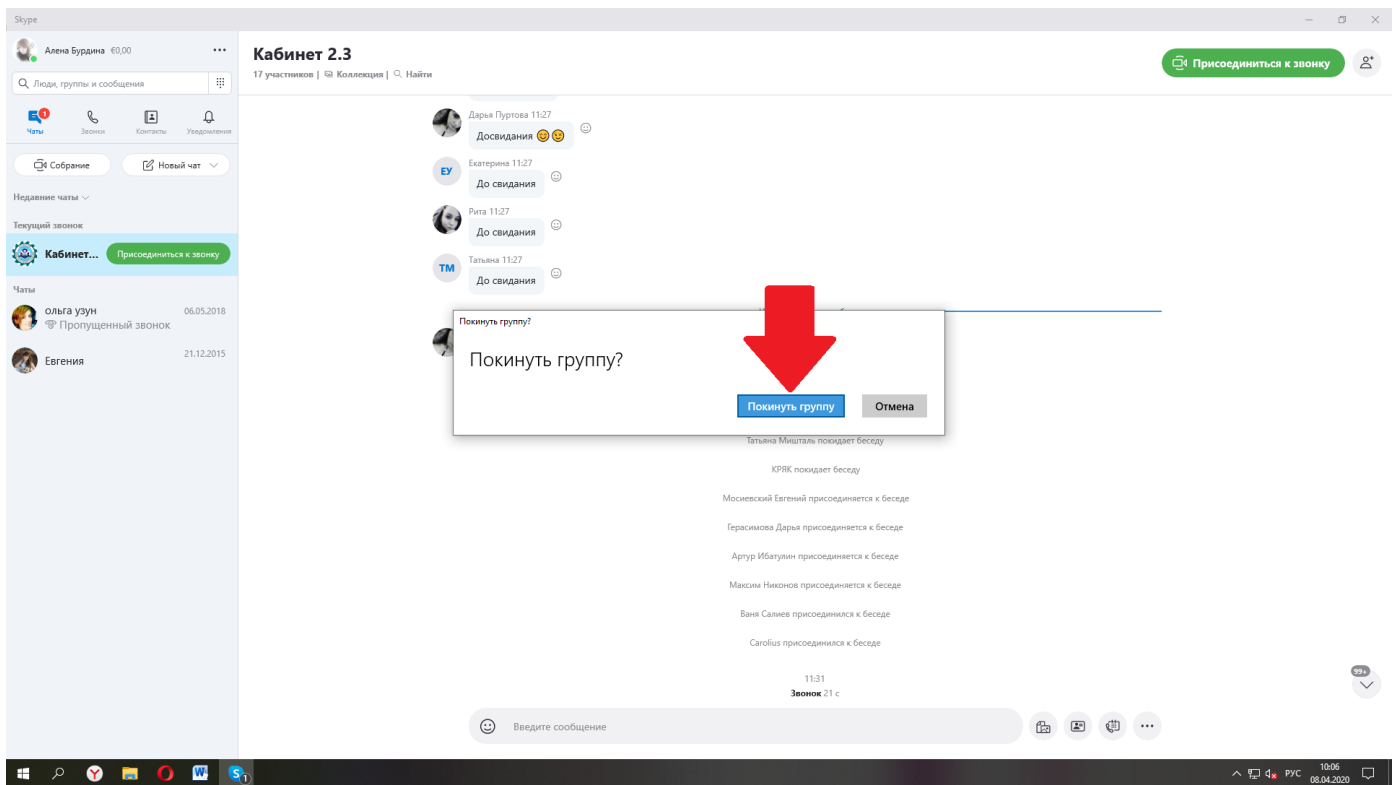 Skype
Алена Бурдина €0,00
Люди, группы и сообщения
1
Чаты
Звонки
Контакты
Уведомления
Собрание
Новый чат
Недавние чаты
Текущий звонок
Кабинет...
Присоединиться к звонку
Чаты
ольга узун
06.05.2018
Пропущенный звонок
Евгения
21.12.2015
Кабинет 2.3
17 участников | Коллекция | Найти
Присоединиться к звонку
Дарья Пуртова 11:27
Досвидания
ЕУ
Екатерина 11:27
До свидания
Рита 11:27
До свидания
ТМ
Татьяна 11:27
До свидания
Покинуть группу?
Покинуть группу?
Покинуть группу
Отмена
Татьяна Мишталь покидает беседу
КРЯК покидает беседу
Мосиевский Евгений присоединяется к беседе
Герасимова Дарья присоединяется к беседе
Артур Ибатулин присоединяется к беседе
Максим Никонов присоединяется к беседе
Ваня Салиев присоединился к беседе
Carolius присоединился к беседе
11:31
Звонок 21 с
99+
Введите сообщение
1
РУС
10:06
08.04.2020